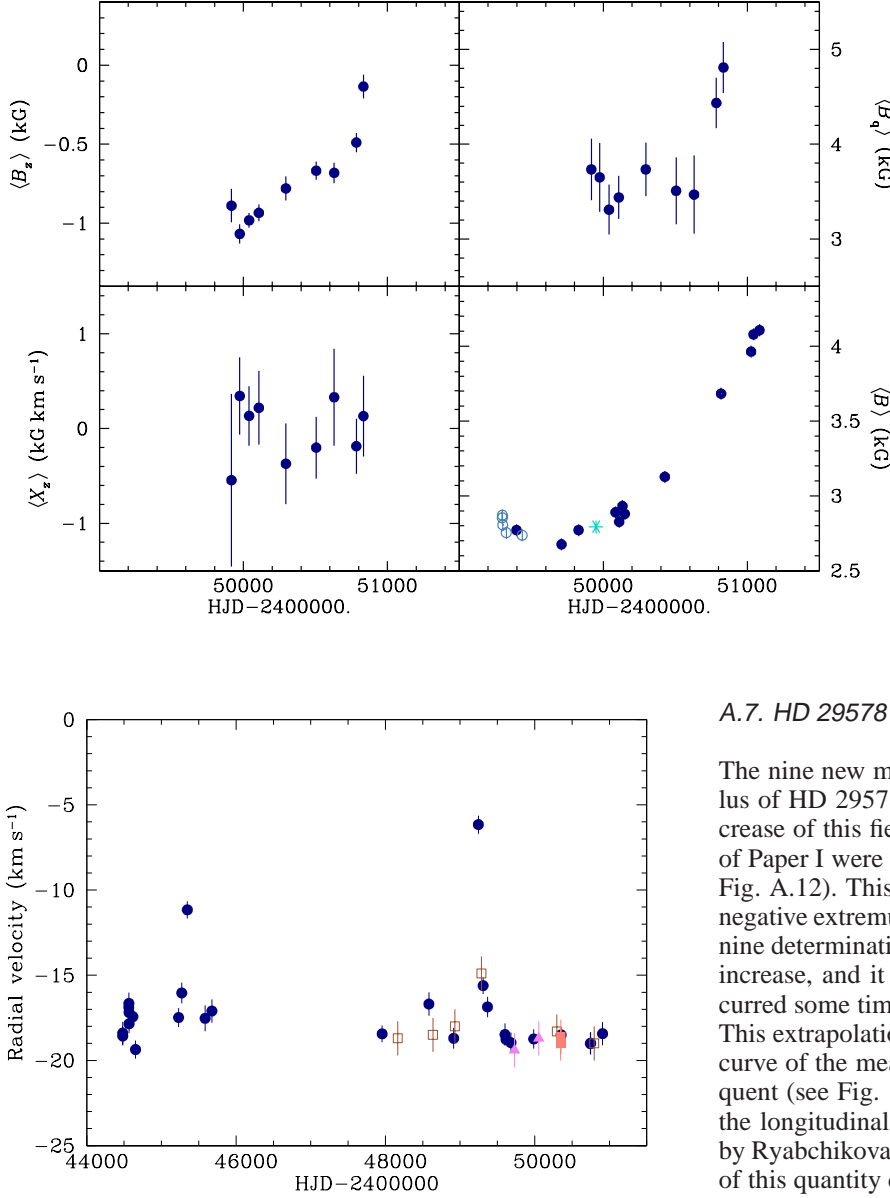 0
−0.5
−1
⟨Bz⟩ (kG)
5
4
3
⟨Bq⟩ (kG)
1
0
−1
⟨Xz⟩ (kG km s⁻¹)
4
3.5
3
2.5
⟨B⟩ (kG)
50000 51000
HJD−2400000.
50000 51000
HJD−2400000.
0
−5
−10
−15
−20
−25
Radial velocity (km s⁻¹)
44000 46000 48000 50000
HJD−2400000
A.7. HD 29578
The nine new m
lus of HD 2957
crease of this fie
of Paper I were
Fig. A.12). This
negative extremu
nine determinati
increase, and it
curred some tim
This extrapolatio
curve of the mea
quent (see Fig.
the longitudinal
by Ryabchikova
of this quantity c